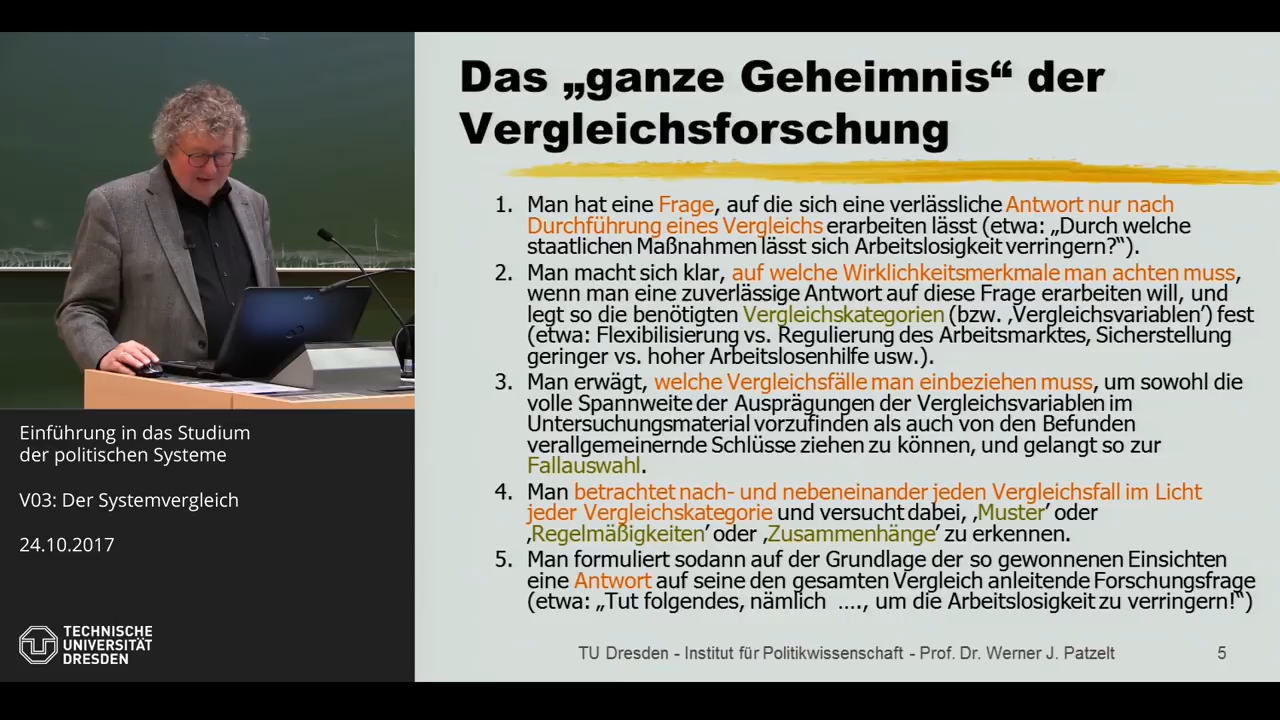 Das „ganze Geheimnis“ der
Vergleichsforschung
1. Man hat eine Frage, auf die sich eine verlässliche Antwort nur nach
Durchführung eines Vergleichs erarbeiten lässt (etwa: „Durch welche
staatlichen Maßnahmen lässt sich Arbeitslosigkeit verringern?“).
2. Man macht sich klar, auf welche Wirklichkeitsmerkmale man achten muss,
wenn man eine zuverlässige Antwort auf diese Frage erarbeiten will, und
legt so die benötigten Vergleichskategorien (bzw. ‚Vergleichsvariablen’) fest
(etwa: Flexibilisierung vs. Regulierung des Arbeitsmarktes, Sicherstellung
geringer vs. hoher Arbeitslosenhilfe usw.).
3. Man erwägt, welche Vergleichsfälle man einbeziehen muss, um sowohl die
volle Spannweite der Ausprägungen der Vergleichsvariablen im
Untersuchungsmaterial vorzufinden als auch von den Befunden
verallgemeinernde Schlüsse ziehen zu können, und gelangt so zur
Fallauswahl.
4. Man betrachtet nach- und nebeneinander jeden Vergleichsfall im Licht
jeder Vergleichskategorie und versucht dabei, ‚Muster’ oder
‚Regelmäßigkeiten’ oder ‚Zusammenhänge’ zu erkennen.
5. Man formuliert sodann auf der Grundlage der so gewonnenen Einsichten
eine Antwort auf seine den gesamten Vergleich anleitende Forschungsfrage
(etwa: „Tut folgendes, nämlich …., um die Arbeitslosigkeit zu verringern!“)
TU Dresden - Institut für Politikwissenschaft - Prof. Dr. Werner J. Patzelt
5
Einführung in das Studium
der politischen Systeme
V03: Der Systemvergleich
24.10.2017
TECHNISCHE
UNIVERSITÄT
DRESDEN